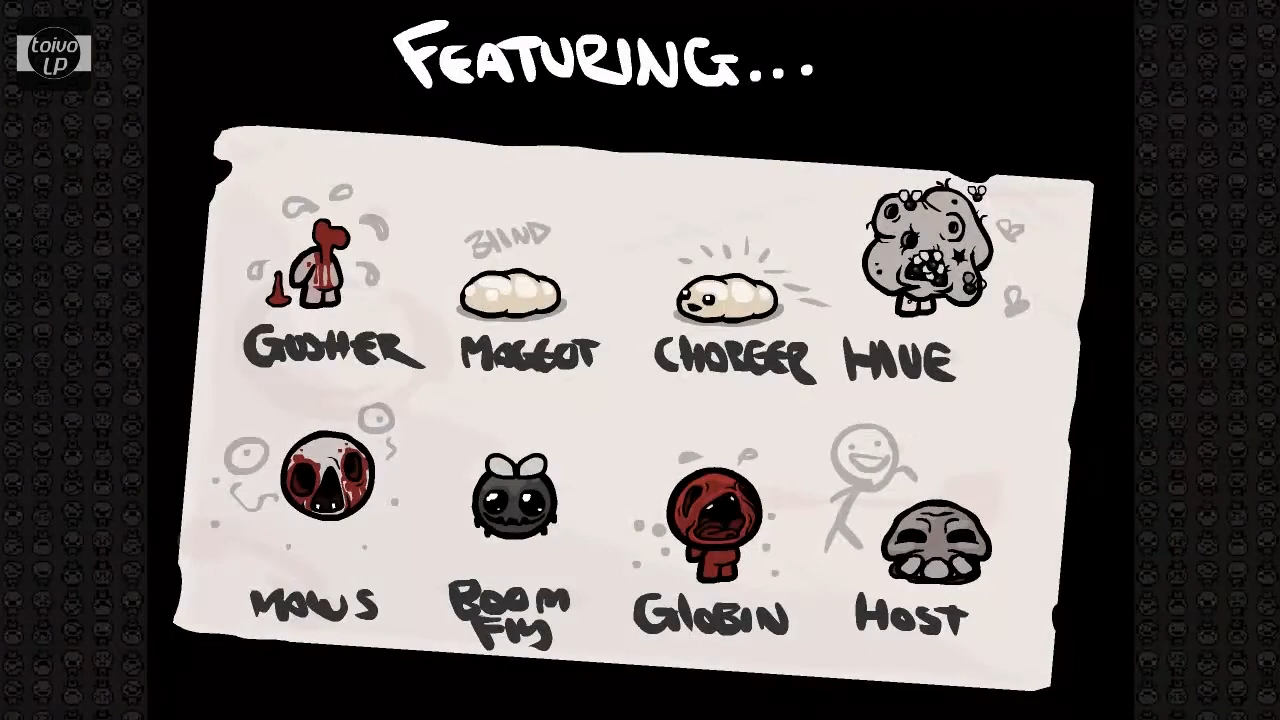 toivo
LP
FEATURING...
BLIND
GUSHER
MAGGOT
CHARGER
HIVE
MAWS
BOOM
FLY
GLOBIN
HOST